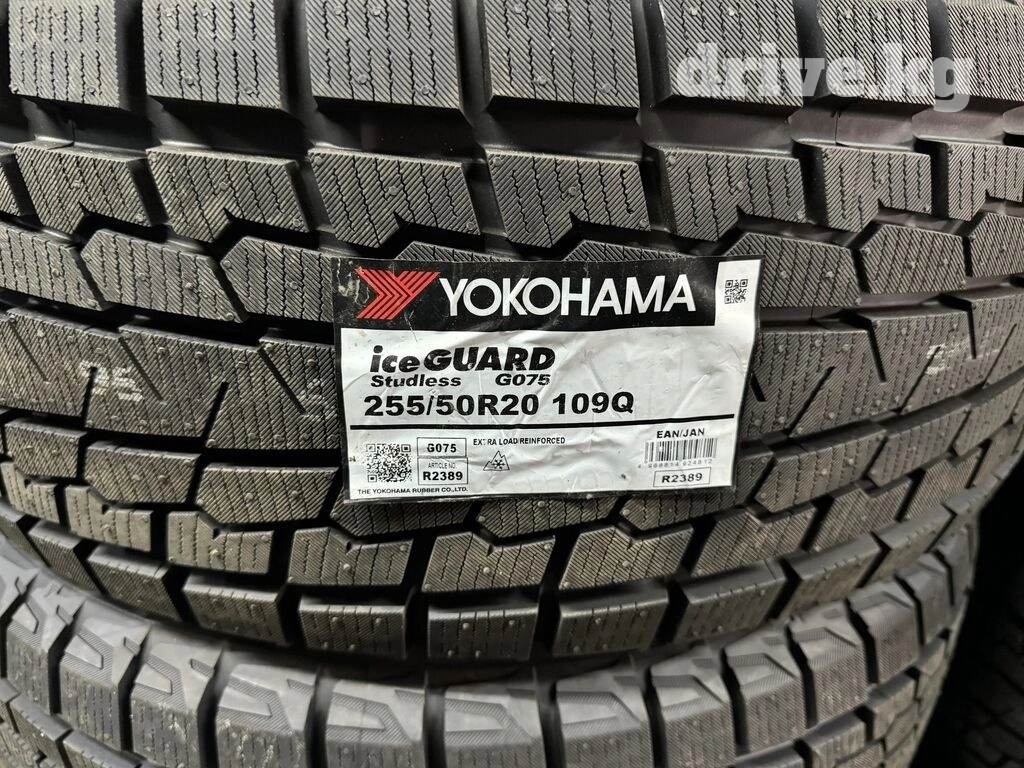 drive.kg
YOKOHAMA
iceGUARD
Studless G075
255/50R20 109Q
G075
EXTRA LOAD/REINFORCED
EAN/JAN
ARTICLE NO.
R2389
R2389
THE YOKOHAMA RUBBER CO.,LTD.